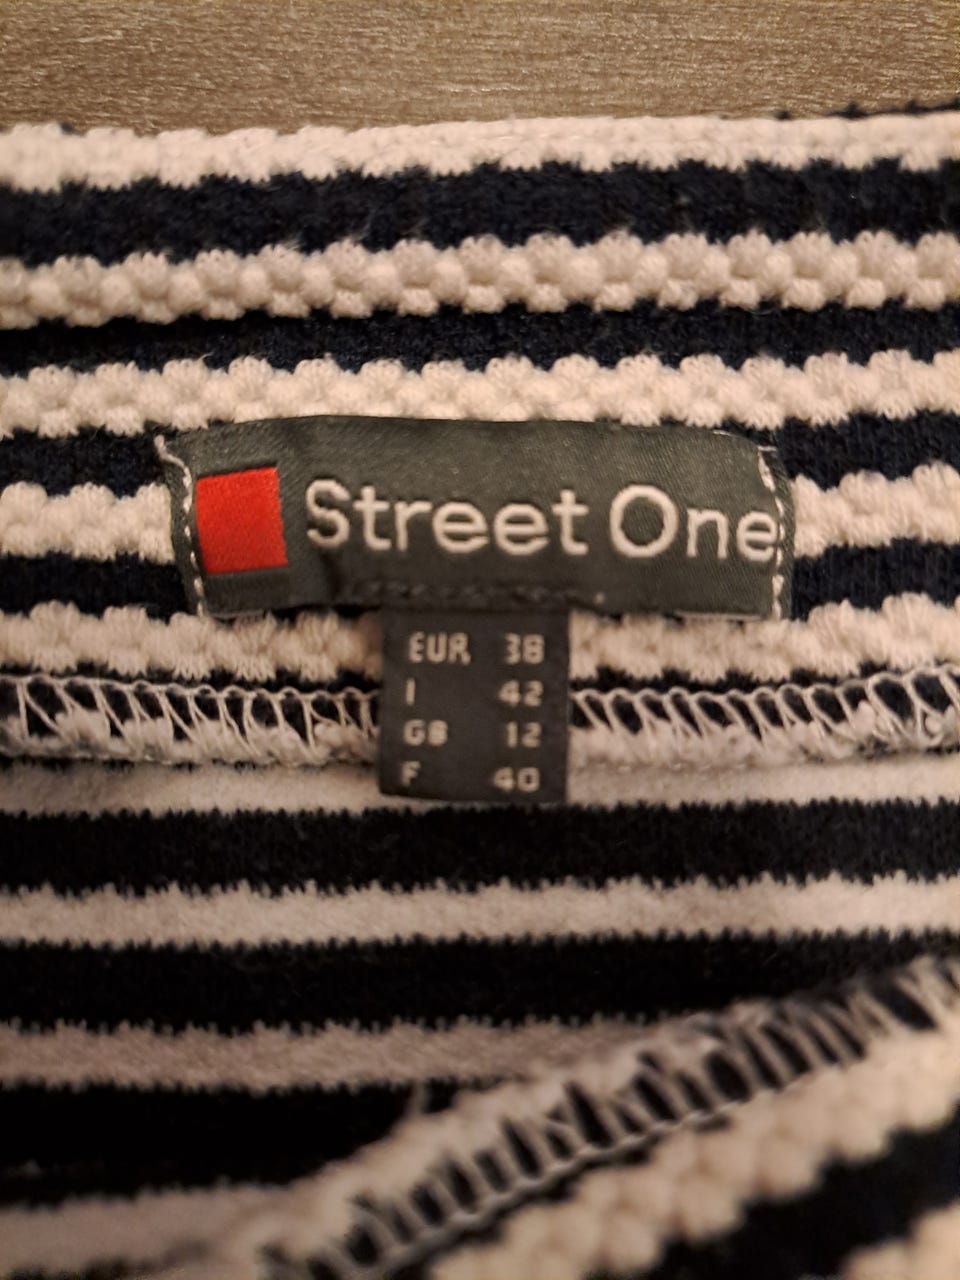 Street One
EUR 38
I 42
GB 12
F 40